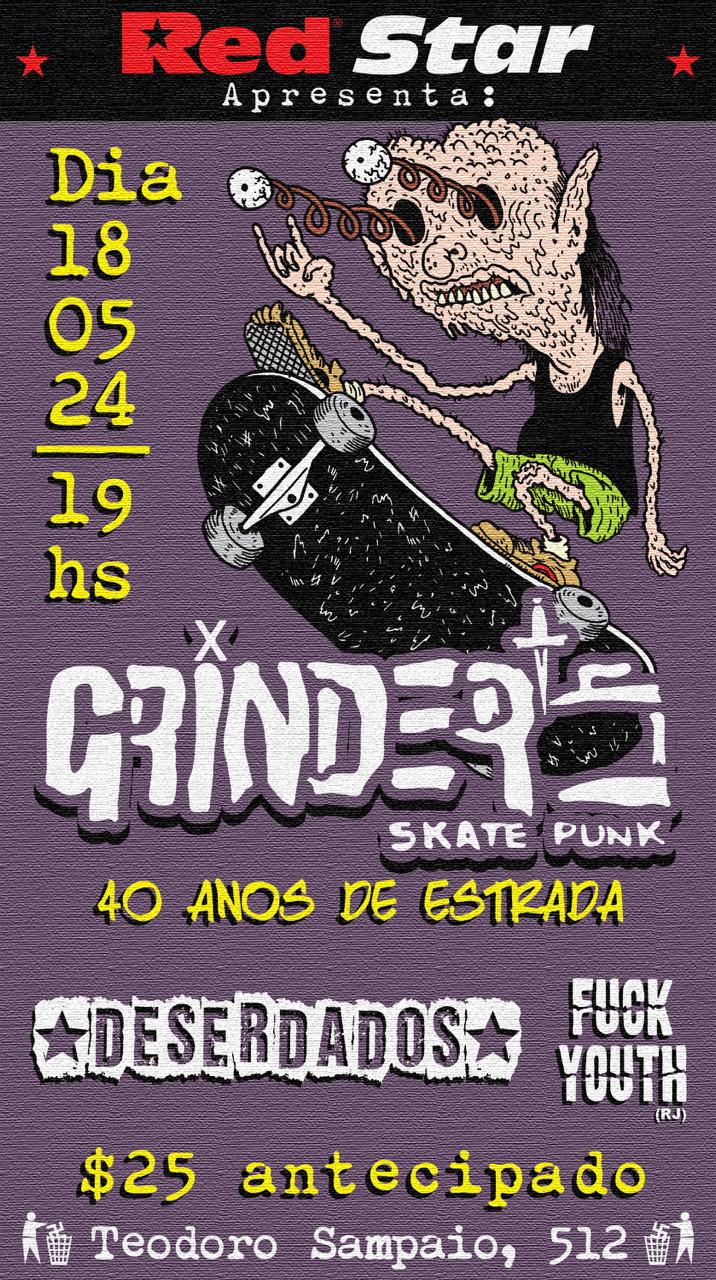 Red Star®
Apresenta:
Dia
18
05
24
19
hs
GRINDERS
SKATE PUNK
40 ANOS DE ESTRADA
DESERDADOS
FUCK
YOUTH
(RJ)
$25 antecipado
Teodoro Sampaio, 512